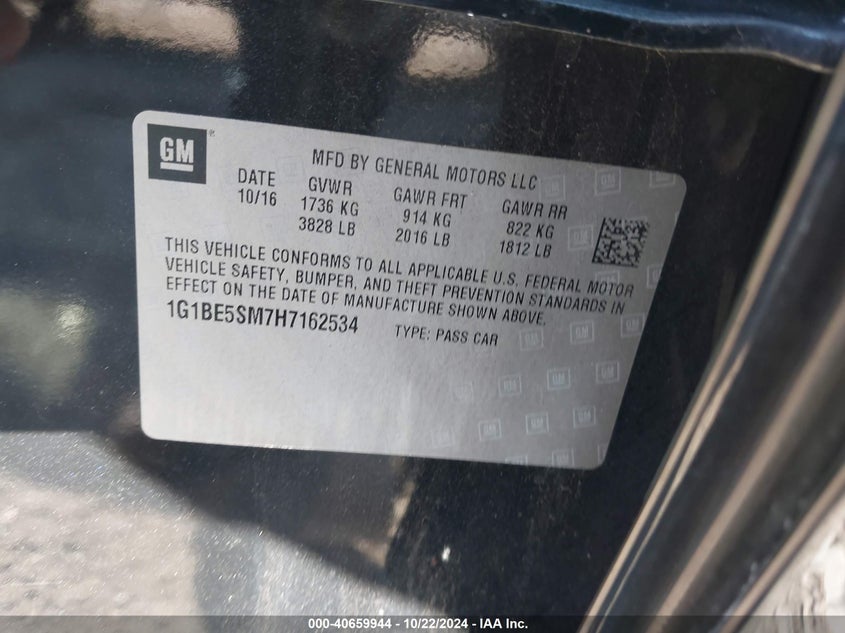 GM
MFD BY GENERAL MOTORS LLC
DATE GVWR GAWR FRT GAWR RR
10/16 1736 KG 914 KG 822 KG
3828 LB 2016 LB 1812 LB
THIS VEHICLE CONFORMS TO ALL APPLICABLE U.S. FEDERAL MOTOR
VEHICLE SAFETY, BUMPER, AND THEFT PREVENTION STANDARDS IN
EFFECT ON THE DATE OF MANUFACTURE SHOWN ABOVE.
1G1BE5SM7H7162534 TYPE: PASS CAR
000-40659944 - 10/22/2024 - IAA Inc.